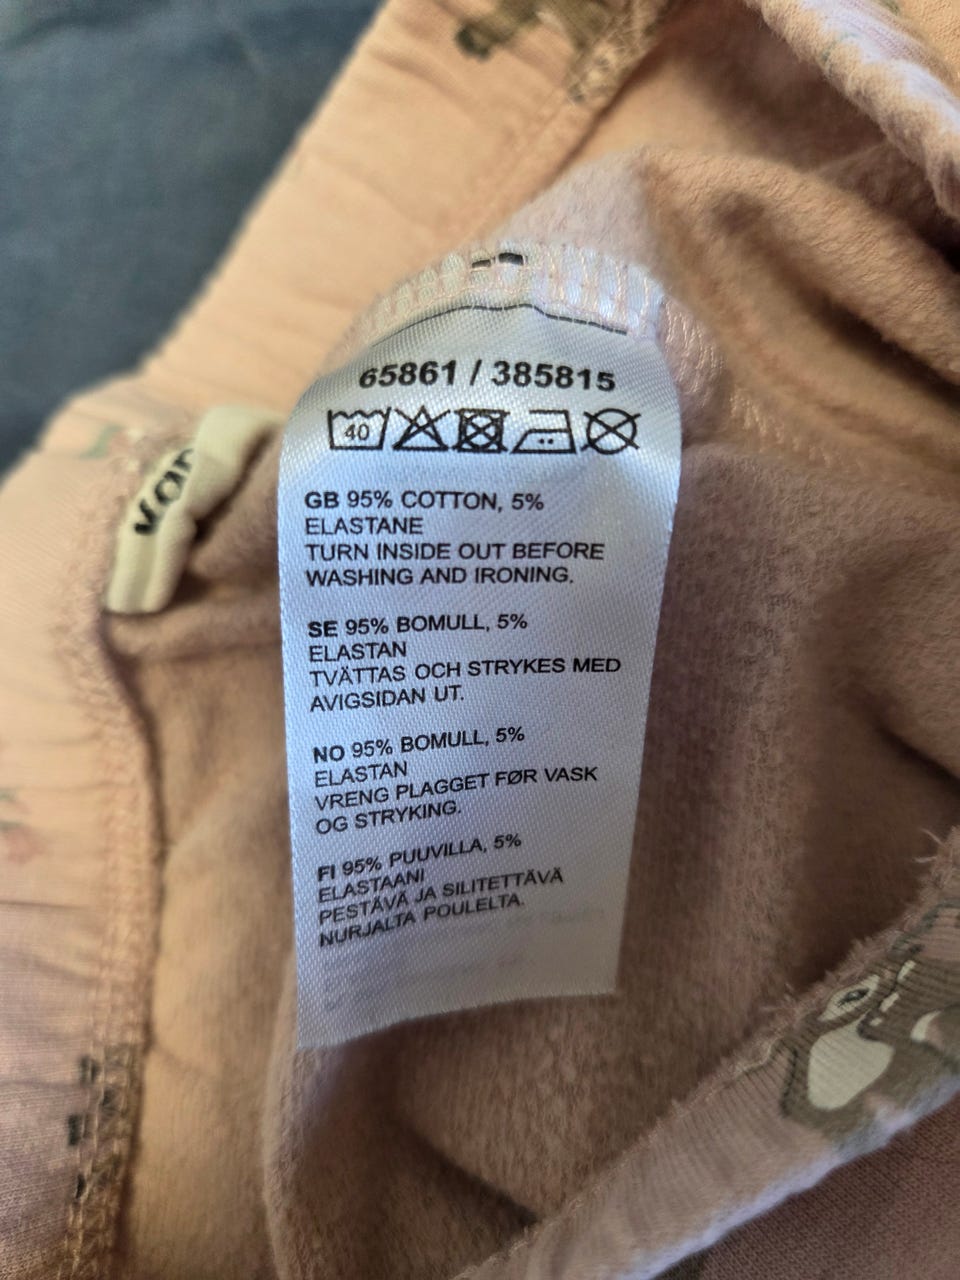 65861 / 385815
40
GB 95% COTTON, 5%
ELASTANE
TURN INSIDE OUT BEFORE
WASHING AND IRONING.
SE 95% BOMULL, 5%
ELASTAN
TVÄTTAS OCH STRYKES MED
AVIGSIDAN UT.
NO 95% BOMULL, 5%
ELASTAN
VRENG PLAGGET FØR VASK
OG STRYKING.
FI 95% PUUVILLA, 5%
ELASTAANI
PESTÄVÄ JA SILITETTÄVÄ
NURJALTA POULELTA.